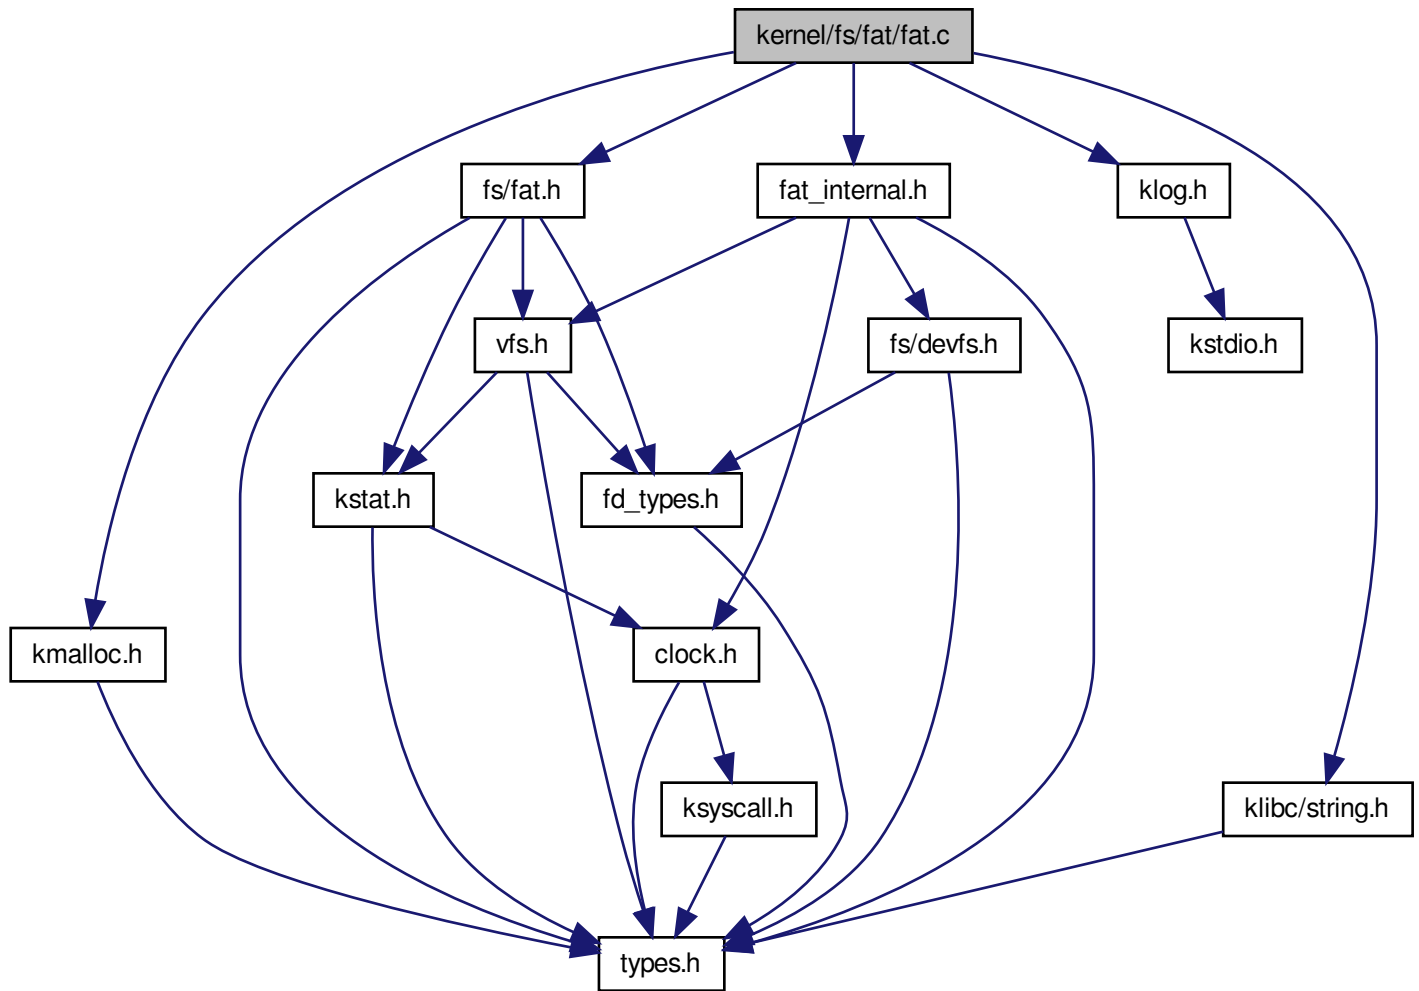 kernel/fs/fat/fat.c
fs/fat.h
fat_internal.h
klog.h
vfs.h
fs/devfs.h
kstdio.h
kstat.h
fd_types.h
kmalloc.h
clock.h
ksyscall.h
klibc/string.h
types.h